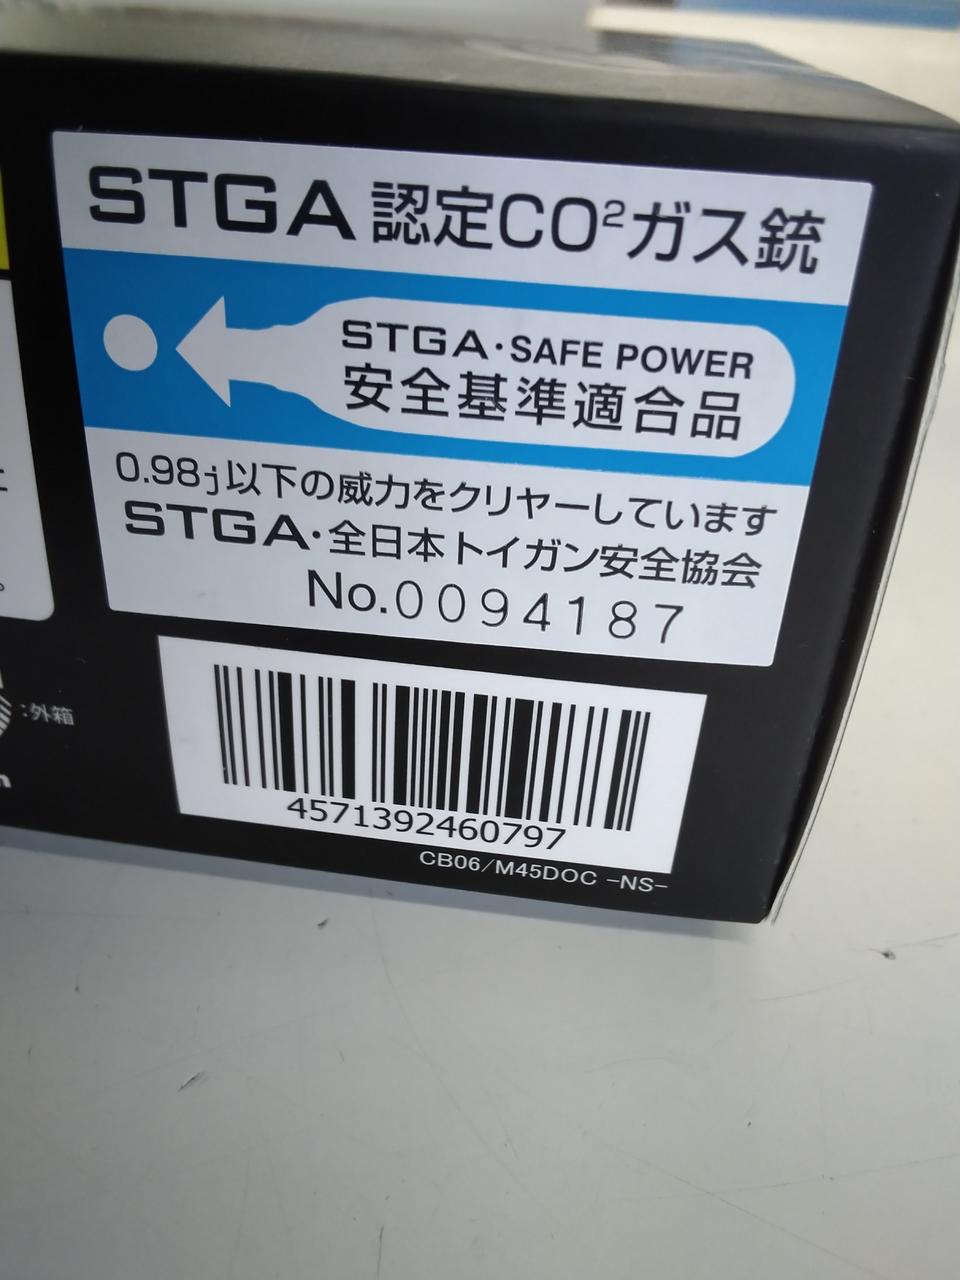 STGA 認定CO²ガス銃
STGA・SAFE POWER
安全基準適合品
0.98j以下の威力をクリヤーしています
STGA・全日本トイガン安全協会
No.0094187
:外箱
4571392460797
CB06/M45DOC -NS-